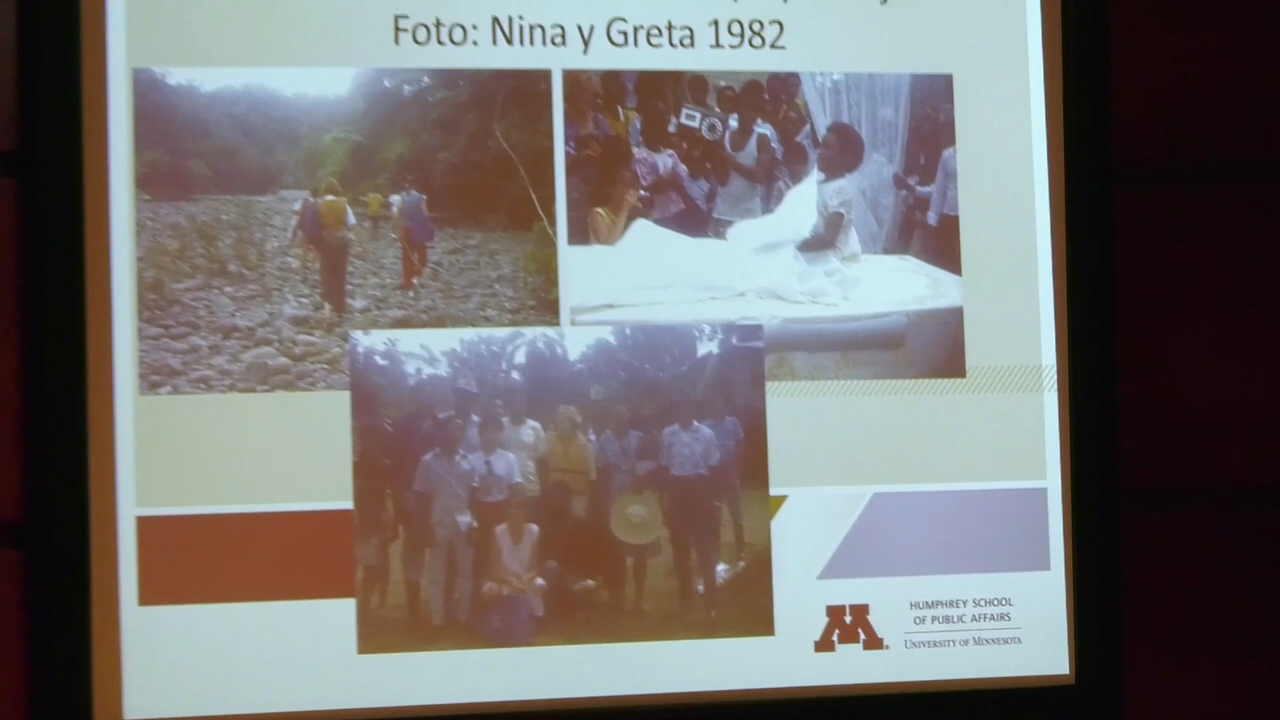 Foto: Nina y Greta 1982
HUMPHREY SCHOOL
OF PUBLIC AFFAIRS
UNIVERSITY OF MINNESOTA
M